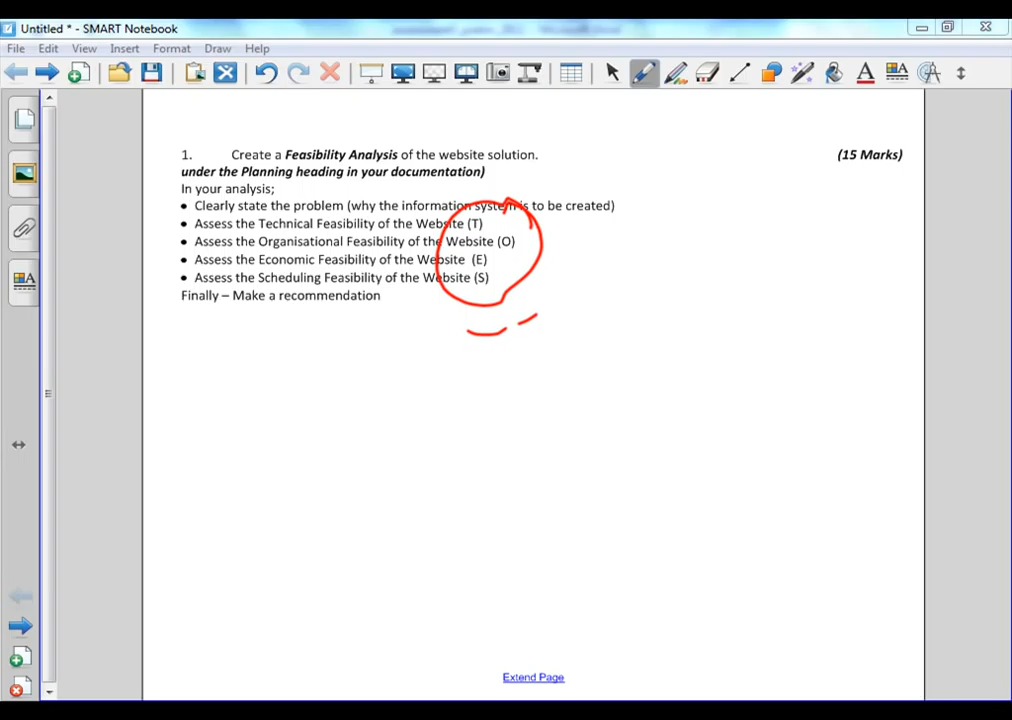 Untitled * - SMART Notebook
File Edit View Insert Format Draw Help
1. Create a Feasibility Analysis of the website solution. (15 Marks)
under the Planning heading in your documentation)
In your analysis;
• Clearly state the problem (why the information system is to be created)
• Assess the Technical Feasibility of the Website (T)
• Assess the Organisational Feasibility of the Website (O)
• Assess the Economic Feasibility of the Website (E)
• Assess the Scheduling Feasibility of the Website (S)
Finally – Make a recommendation
Extend Page